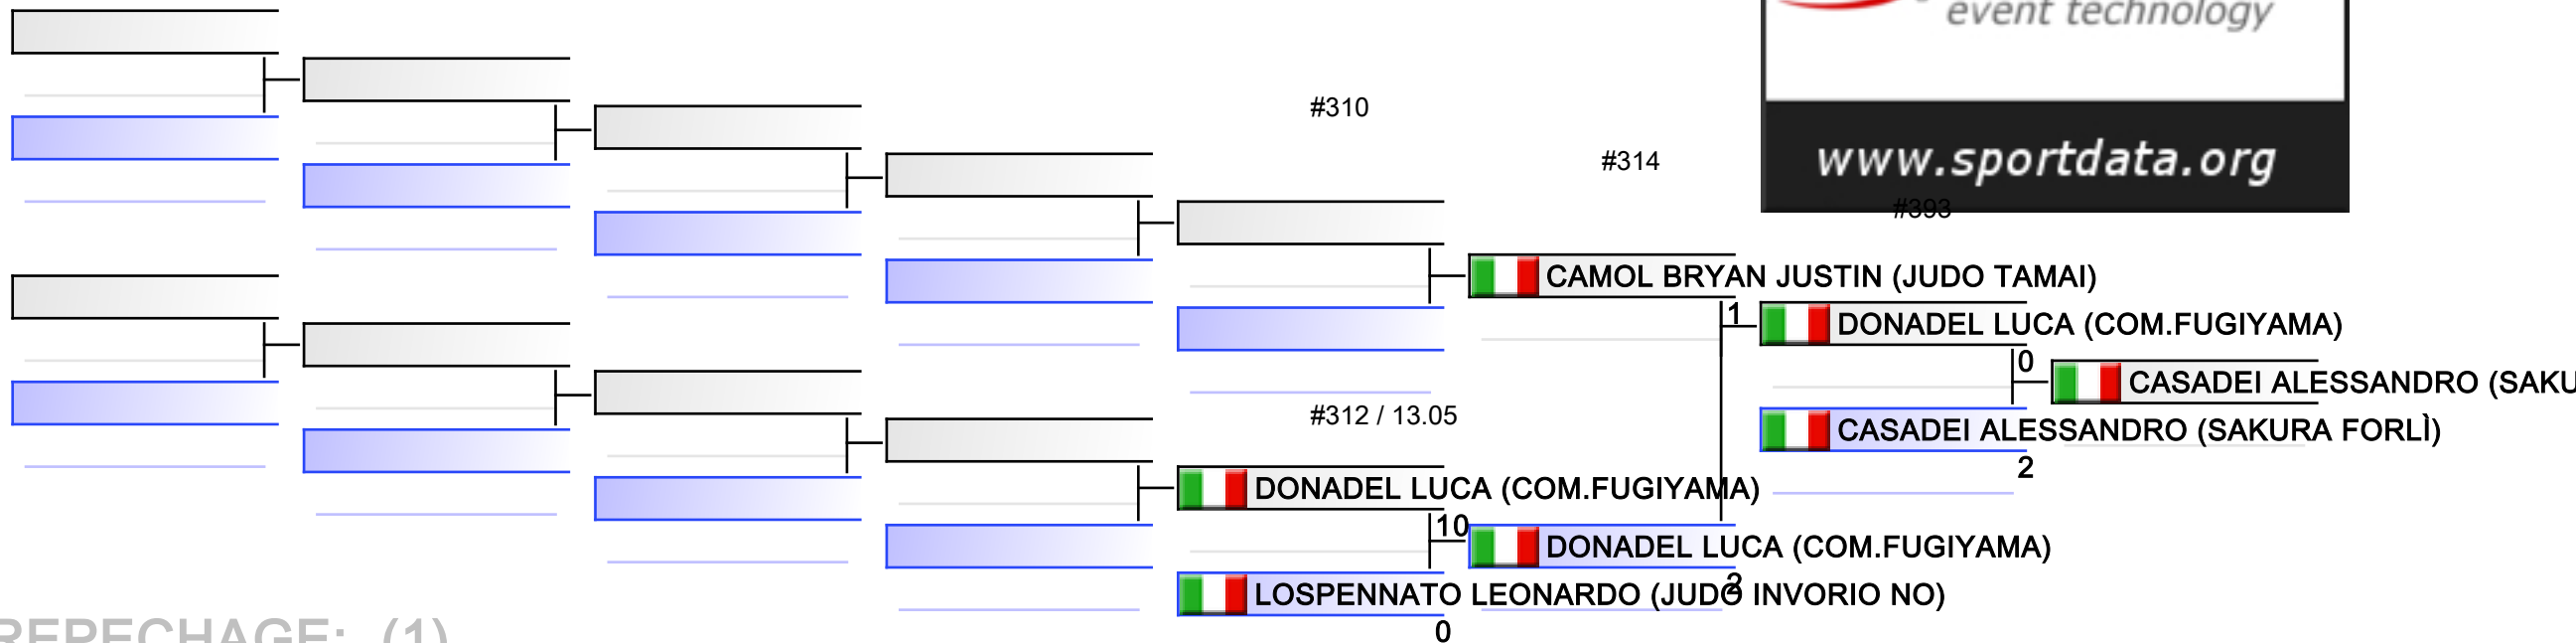 event technology
www.sportdata.org
#310
#314
#393
CAMOL BRYAN JUSTIN (JUDO TAMAI)
1
DONADEL LUCA (COM.FUGIYAMA)
0
CASADEI ALESSANDRO (SAKU
CASADEI ALESSANDRO (SAKURA FORLÌ)
2
#312 / 13.05
DONADEL LUCA (COM.FUGIYAMA)
10
DONADEL LUCA (COM.FUGIYAMA)
2
LOSPENNATO LEONARDO (JUDO INVORIO NO)
0
REPECHAGE: (1)